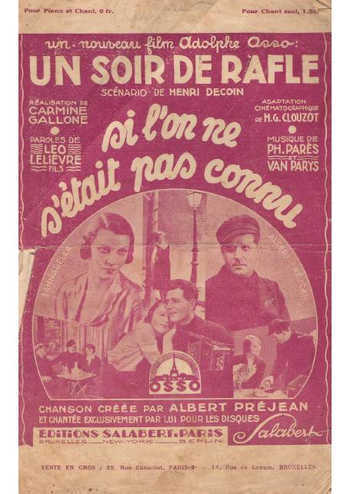 Pour Piano et Chant, 6 fr.
Pour Chant seul,
un nouveau film Adolphe Osso:
UN SOIR DE RAFLE
SCÉNARIO DE HENRI DECOIN
RÉALISATION DE
CARMINE
GALLONE
ADAPTATION
CINÉMATOGRAPHIQUE
DE H.G. CLOUZOT
PAROLES DE
LEO
LELIÈVRE
FILS
MUSIQUE DE
PH. PARÈS
ET
VAN PARYS
si l'on ne
s'était pas connu
OSSO
CHANSON CRÉÉE PAR ALBERT PRÉJEAN
ET CHANTÉE EXCLUSIVEMENT PAR LUI POUR LES DISQUES
Salabert
EDITIONS SALABERT.PARIS
BRUXELLES NEW-YORK BERLIN
VENTE EN GROS : 22, Rue Chauchat, PARIS-9e - 14, Rue de Loxum, BRUXELLES